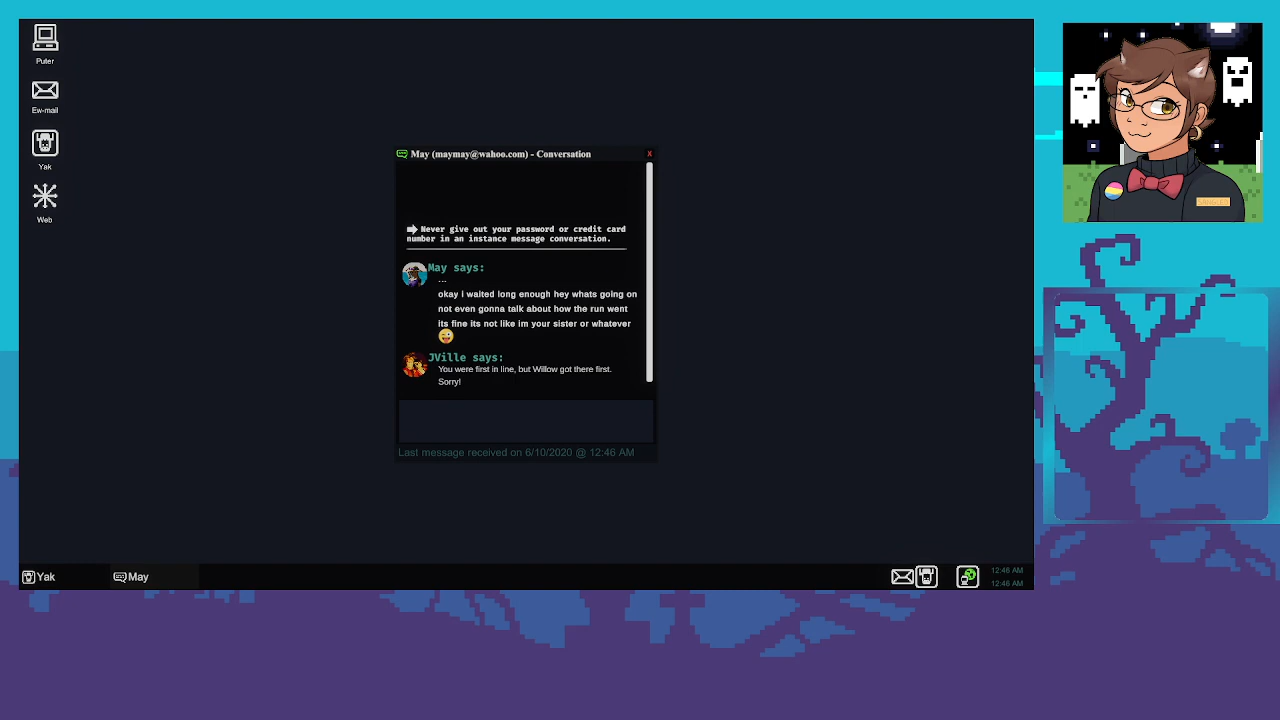 Puter
Ew-mail
Yak
Web
May (maymay@wahoo.com) - Conversation
x
Never give out your password or credit card
number in an instance message conversation.
May says:
...
okay i waited long enough hey whats going on
not even gonna talk about how the run went
its fine its not like im your sister or whatever
JVille says:
You were first in line, but Willow got there first.
Sorry!
Last message received on 6/10/2020 @ 12:46 AM
Yak
May
12:46 AM
12:46 AM